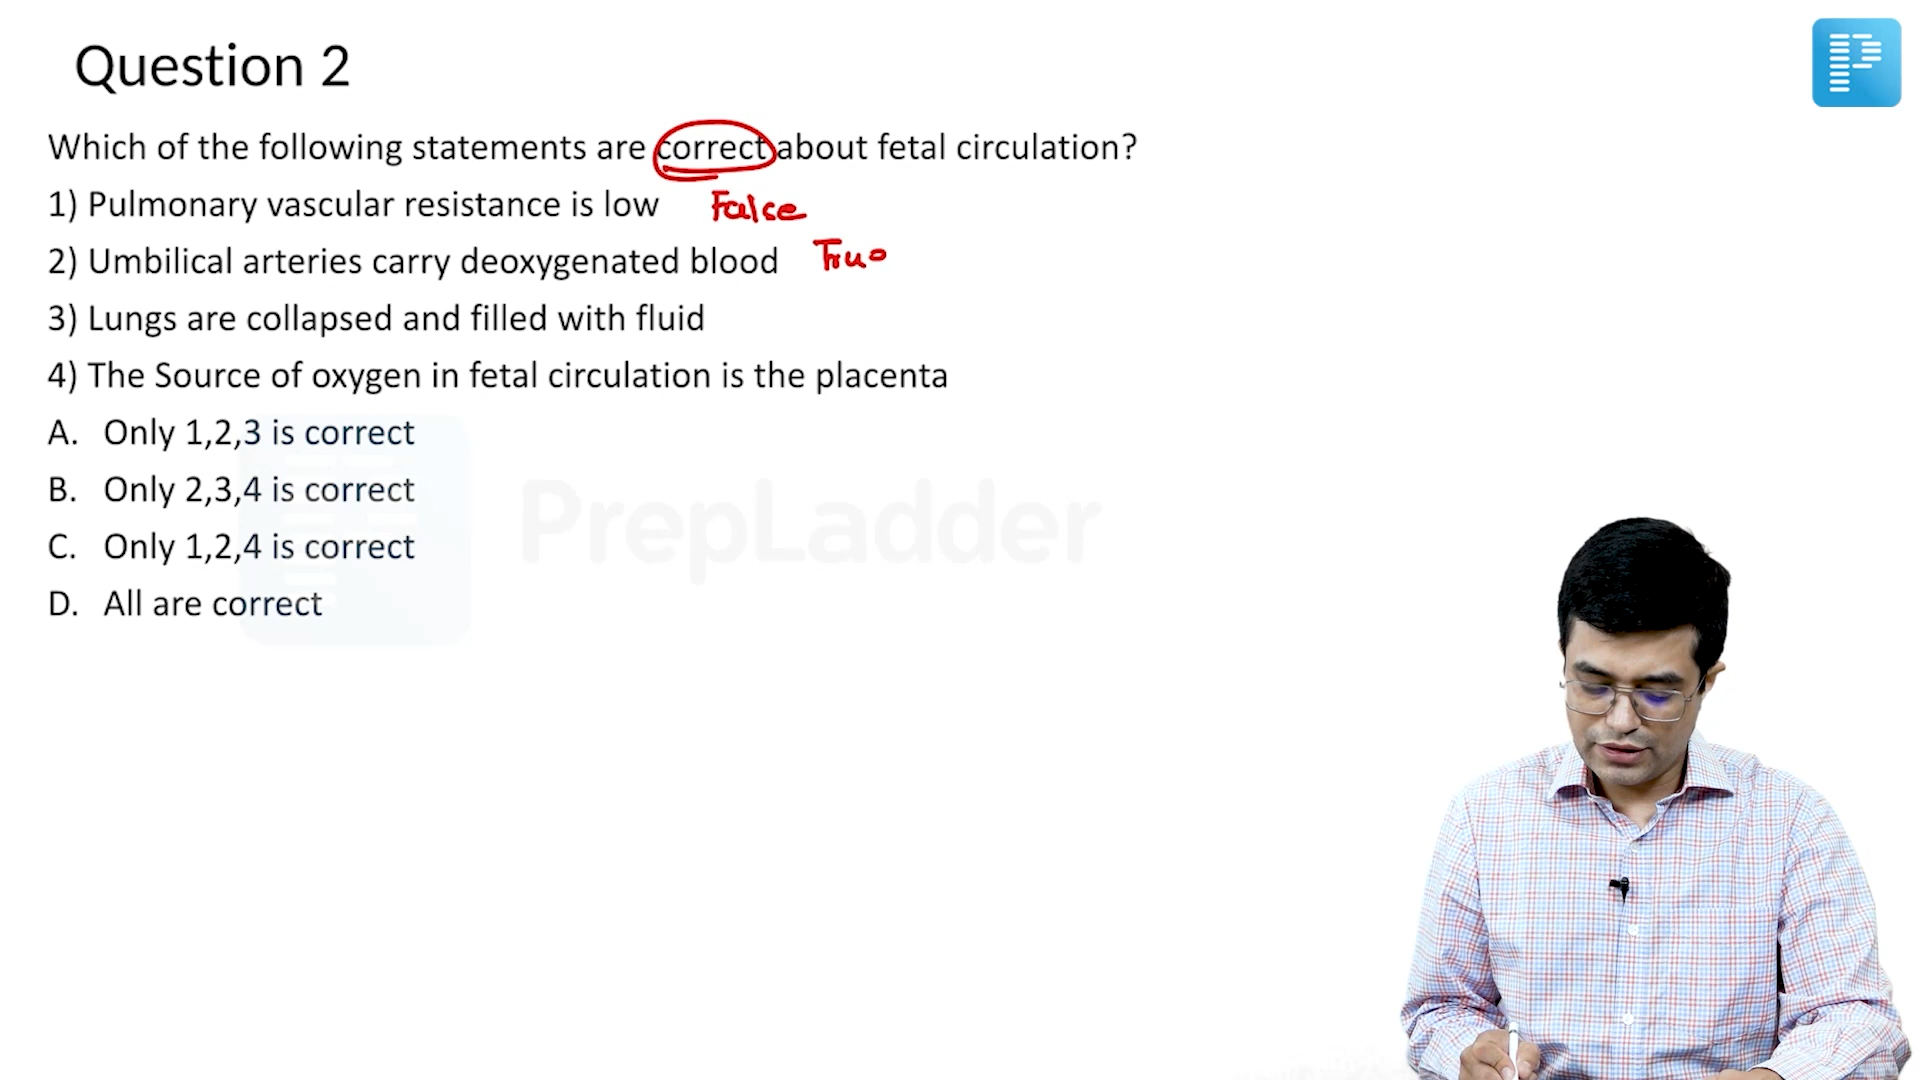 Question 2
Which of the following statements are correct about fetal circulation?
1) Pulmonary vascular resistance is low False
2) Umbilical arteries carry deoxygenated blood True
3) Lungs are collapsed and filled with fluid
4) The Source of oxygen in fetal circulation is the placenta
A. Only 1,2,3 is correct
B. Only 2,3,4 is correct
PrepLadder
C. Only 1,2,4 is correct
D. All are correct